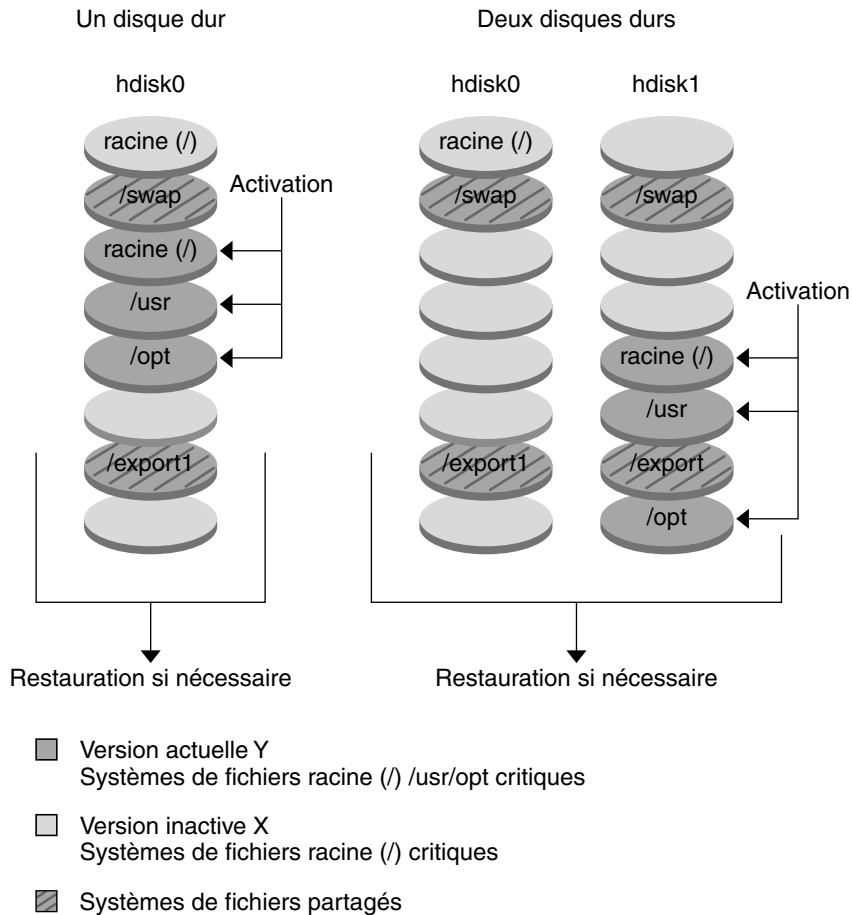 Un disque dur
Deux disques durs
hdisk0
hdisk0
hdisk1
racine (/)
/swap
Activation
racine (/)
/usr
/opt
/export1
racine (/)
/swap
/export1
/swap
Activation
racine (/)
/usr
/export
/opt
Restauration si nécessaire
Restauration si nécessaire
Version actuelle Y
Systèmes de fichiers racine (/) /usr/opt critiques
Version inactive X
Systèmes de fichiers racine (/) critiques
Systèmes de fichiers partagés